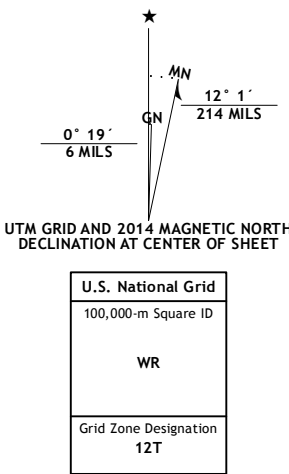 ★
MN
GN
0° 19´
6 MILS
12° 1´
214 MILS
UTM GRID AND 2014 MAGNETIC NORTH
DECLINATION AT CENTER OF SHEET
U.S. National Grid
100,000-m Square ID
WR
Grid Zone Designation
12T